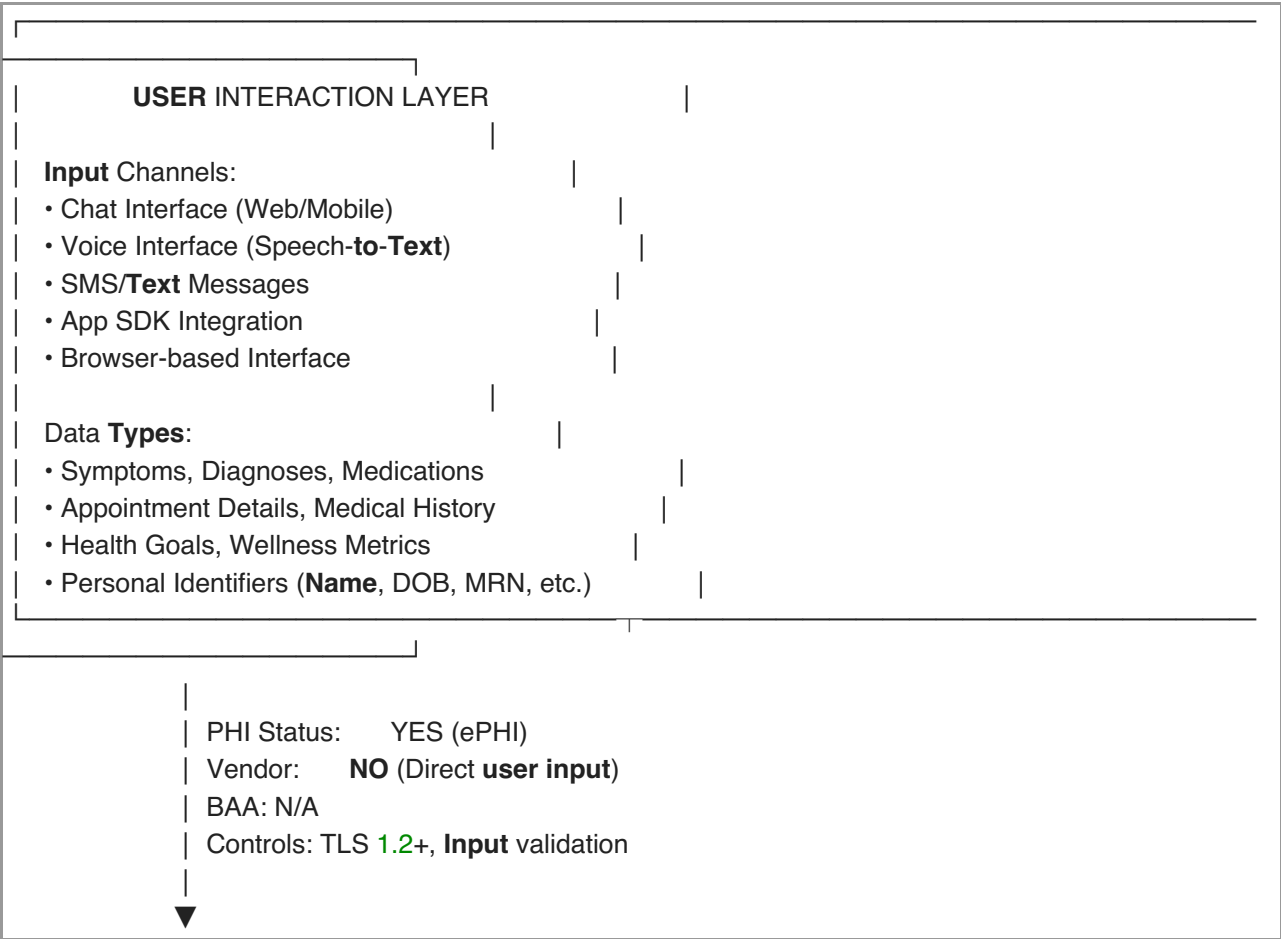 USER INTERACTION LAYER
Input Channels:
• Chat Interface (Web/Mobile)
• Voice Interface (Speech-to-Text)
• SMS/Text Messages
• App SDK Integration
• Browser-based Interface
Data Types:
• Symptoms, Diagnoses, Medications
• Appointment Details, Medical History
• Health Goals, Wellness Metrics
• Personal Identifiers (Name, DOB, MRN, etc.)
PHI Status: YES (ePHI)
Vendor: NO (Direct user input)
BAA: N/A
Controls: TLS 1.2+, Input validation